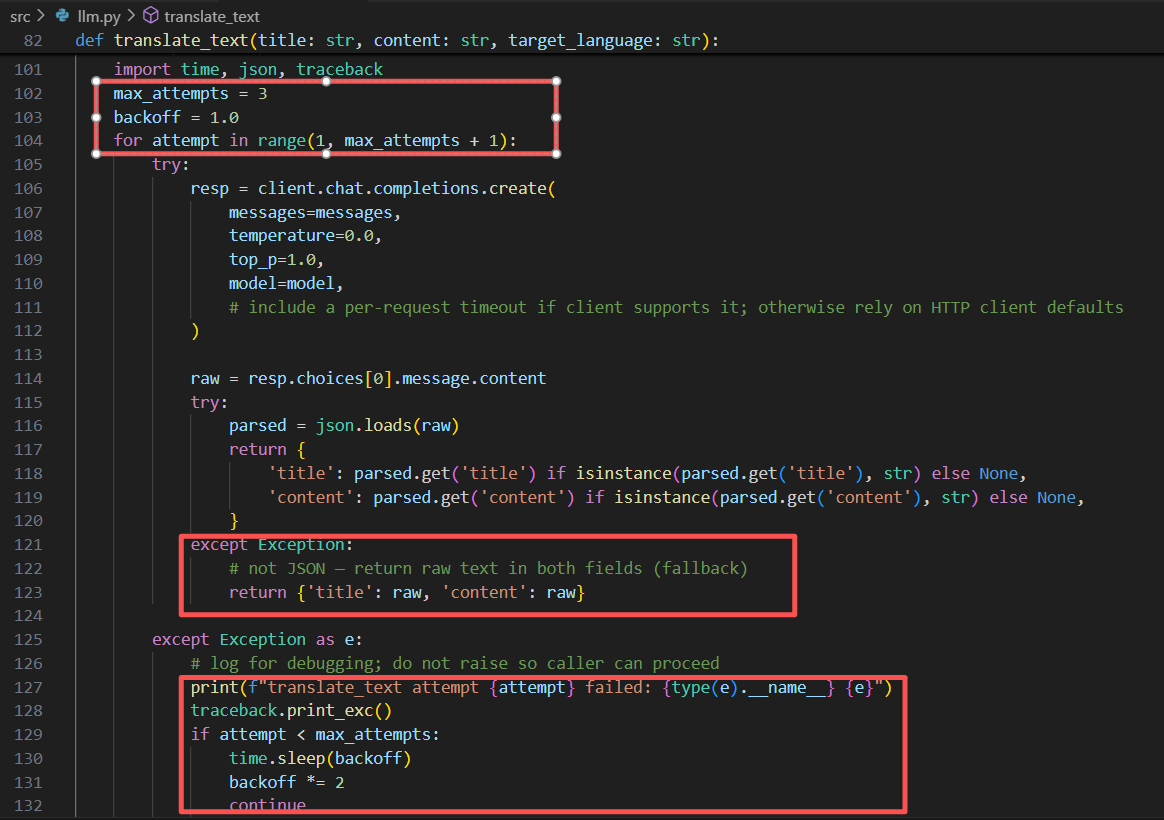 src > llm.py > translate_text
82 def translate_text(title: str, content: str, target_language: str):
101 import time, json, traceback
102 max_attempts = 3
103 backoff = 1.0
104 for attempt in range(1, max_attempts + 1):
105 try:
106 resp = client.chat.completions.create(
107 messages=messages,
108 temperature=0.0,
109 top_p=1.0,
110 model=model,
111 # include a per-request timeout if client supports it; otherwise rely on HTTP client defaults
112 )
113
114 raw = resp.choices[0].message.content
115 try:
116 parsed = json.loads(raw)
117 return {
118 'title': parsed.get('title') if isinstance(parsed.get('title'), str) else None,
119 'content': parsed.get('content') if isinstance(parsed.get('content'), str) else None,
120 }
121 except Exception:
122 # not JSON — return raw text in both fields (fallback)
123 return {'title': raw, 'content': raw}
124
125 except Exception as e:
126 # log for debugging; do not raise so caller can proceed
127 print(f"translate_text attempt {attempt} failed: {type(e).__name__} {e}")
128 traceback.print_exc()
129 if attempt < max_attempts:
130 time.sleep(backoff)
131 backoff *= 2
132 continue